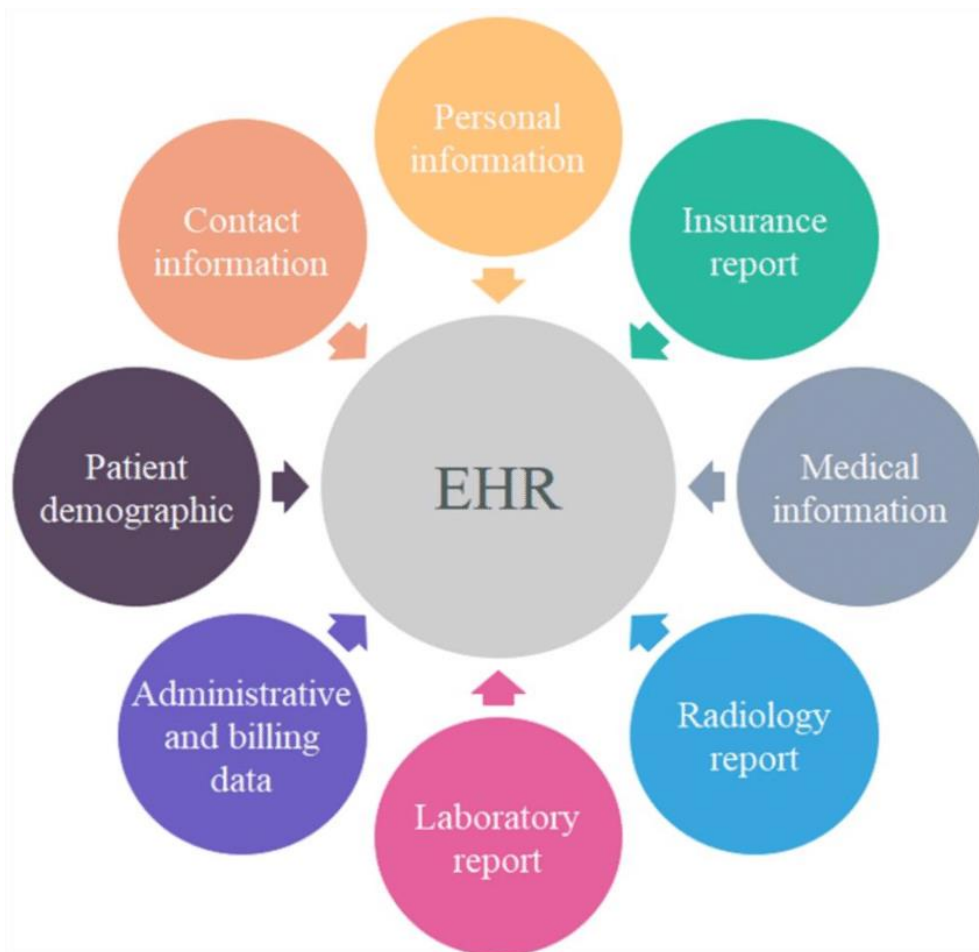 Personal
information
Insurance
report
Medical
information
Radiology
report
Laboratory
report
Administrative
and billing
data
Patient
demographic
Contact
information
EHR